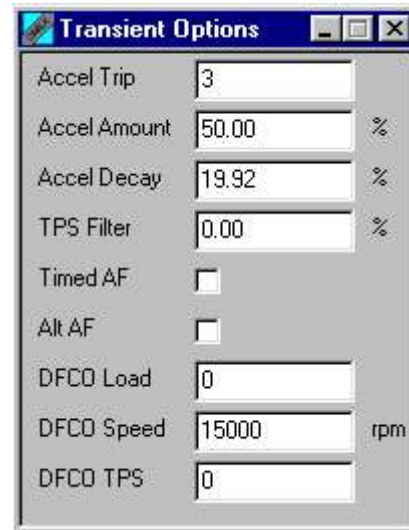 Transient Options
Accel Trip 3
Accel Amount 50.00 %
Accel Decay 19.92 %
TPS Filter 0.00 %
Timed AF
Alt AF
DFCO Load 0
DFCO Speed 15000 rpm
DFCO TPS 0